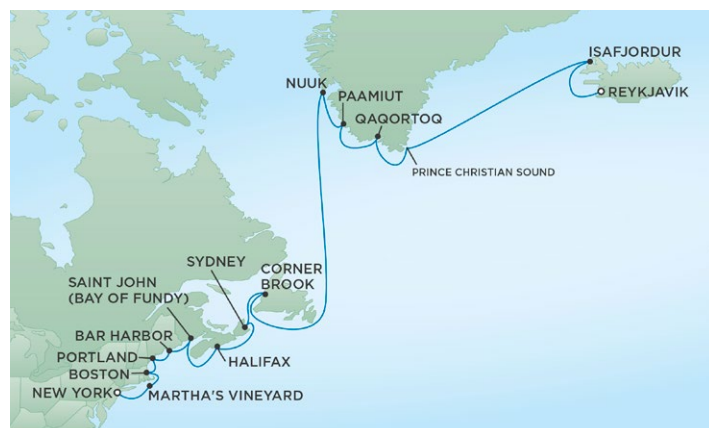 ISAFJORDUR
NUUK
REYKJAVIK
PAAMIUT
QAQORTOQ
PRINCE CHRISTIAN SOUND
SYDNEY
CORNER
BROOK
SAINT JOHN
(BAY OF FUNDY)
BAR HARBOR
PORTLAND
HALIFAX
BOSTON
NEW YORK
MARTHA'S VINEYARD